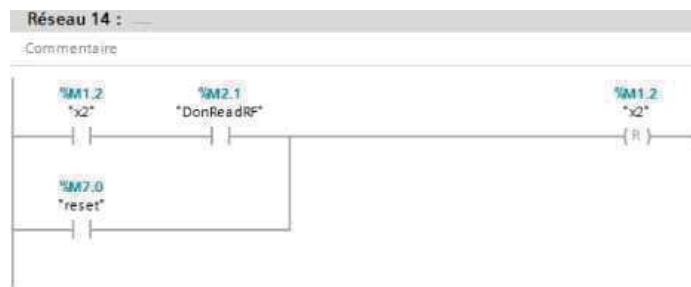 Réseau 14 : ....
Commentaire
%M1.2 %M2.1 %M1.2
"x2" "DonReadRF" "x2"
( R )
%M7.0
"reset"